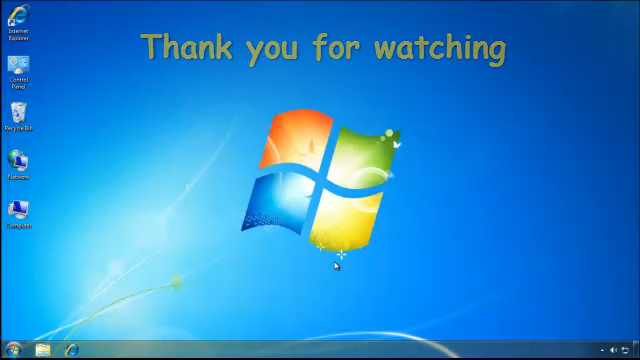 Thank you for watching
Internet
Explorer
Control
Panel
Recycle Bin
Network
Computer